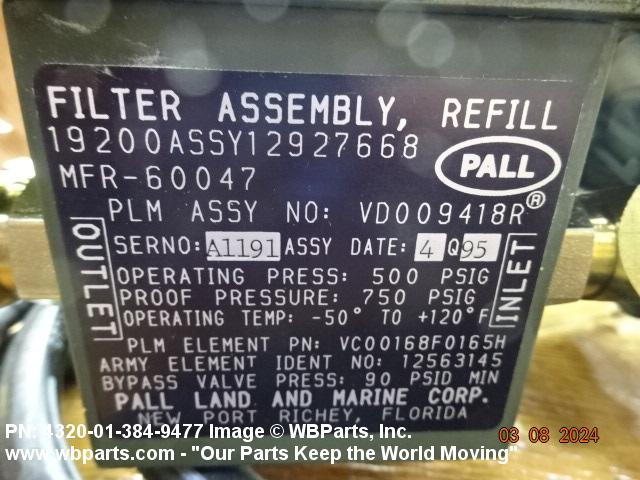 FILTER ASSEMBLY, REFILL
19200ASSY12927668
PALL
MFR-60047
PLM ASSY NO: VD009418R®
OUTLET
SERNO: A1191 ASSY DATE: 4 Q 95
INLET
OPERATING PRESS: 500 PSIG
PROOF PRESSURE: 750 PSIG
OPERATING TEMP: -50° TO +120°F
PLM ELEMENT PN: VC00168F0165H
ARMY ELEMENT IDENT NO: 12563145
BYPASS VALVE PRESS: 90 PSID MIN
PALL LAND AND MARINE CORP.
NEW PORT RICHEY, FLORIDA
PN: 4320-01-384-9477 Image © WBParts, Inc.
03 08 2024
www.wbparts.com - "Our Parts Keep the World Moving"